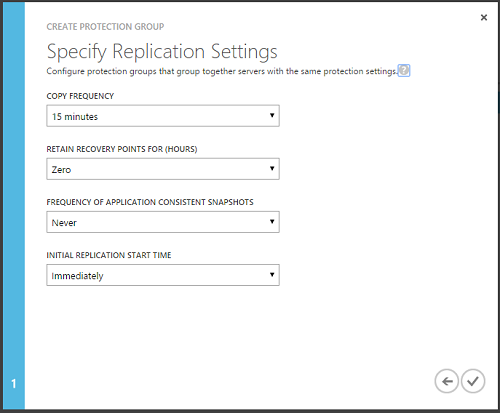 CREATE PROTECTION GROUP
Specify Replication Settings
Configure protection groups that group together servers with the same protection settings.?
COPY FREQUENCY
15 minutes
RETAIN RECOVERY POINTS FOR (HOURS)
Zero
FREQUENCY OF APPLICATION CONSISTENT SNAPSHOTS
Never
INITIAL REPLICATION START TIME
Immediately
1